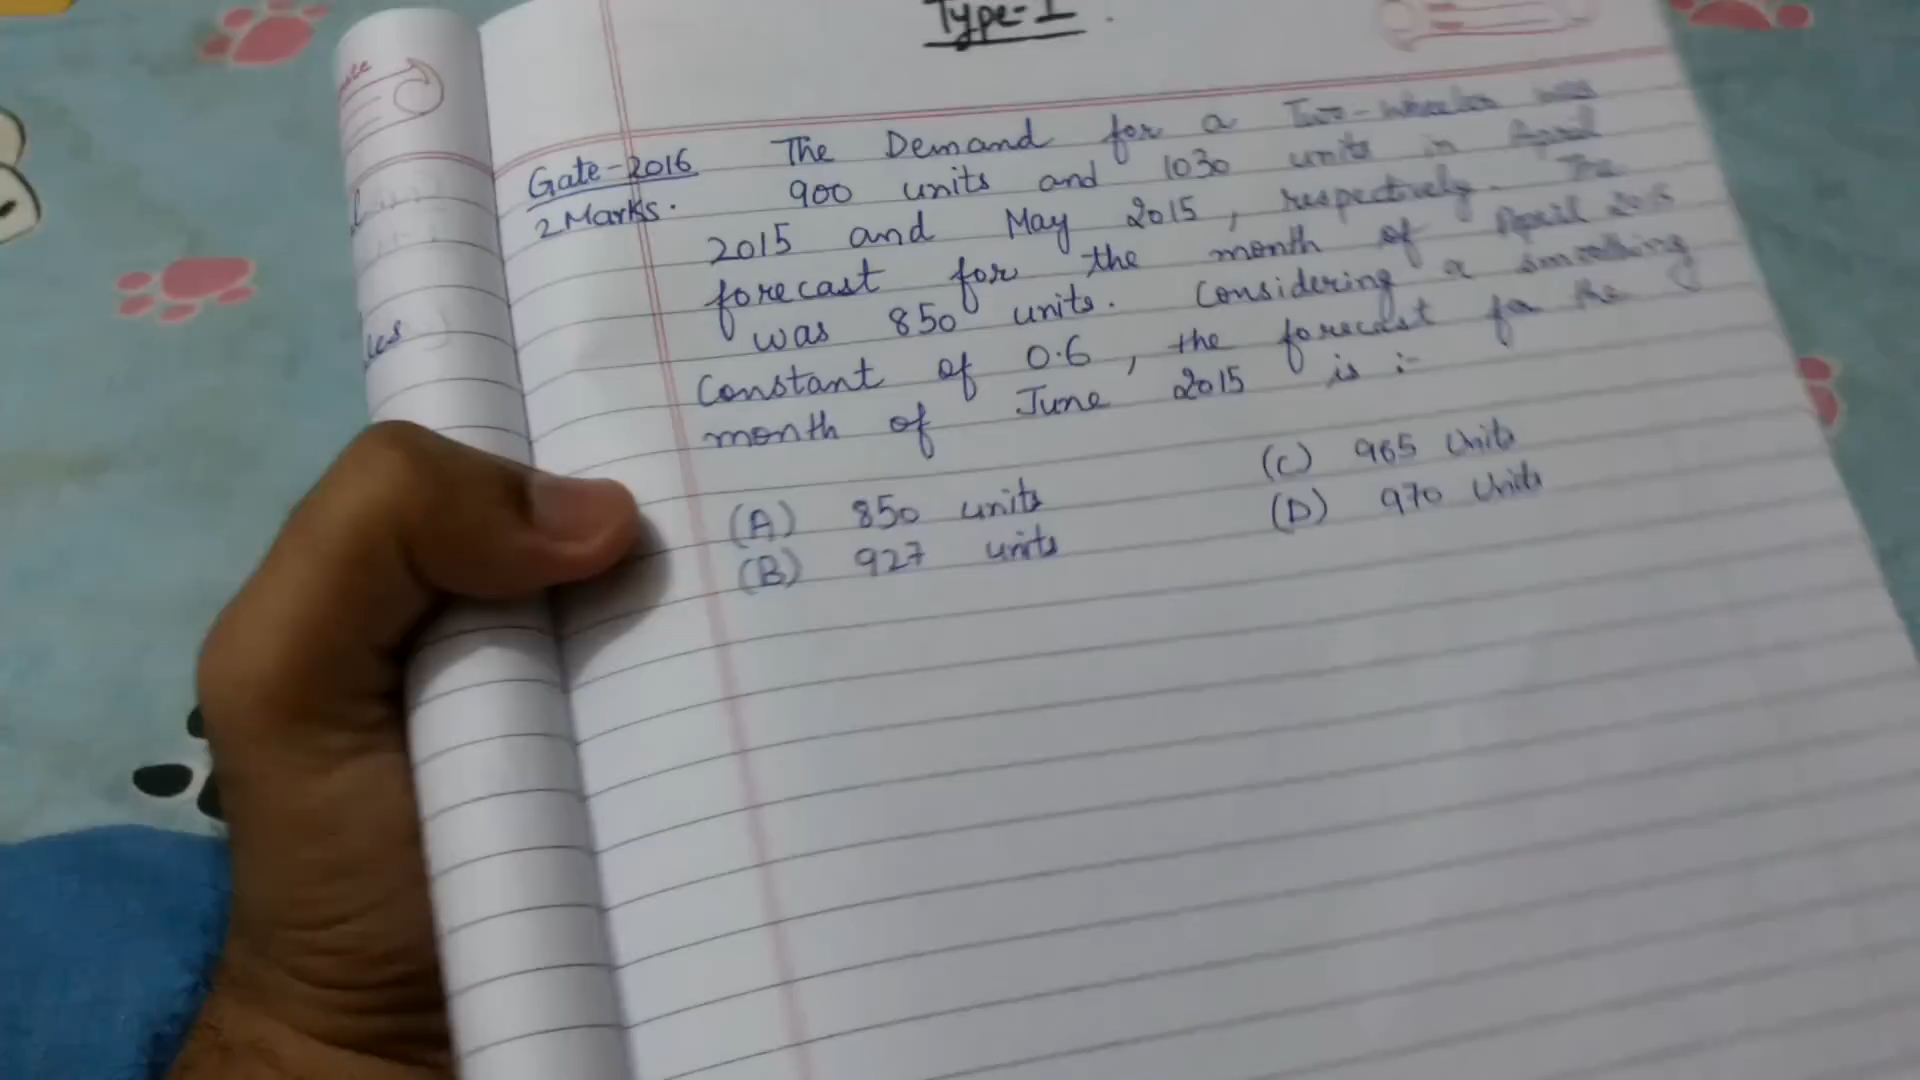 Type-I
Gate-2016
2 Marks.
The Demand for a Two-Wheeler was
900 units and 1030 units in April
2015 and May 2015, respectively. The
forecast for the month of April 2015
was 850 units. Considering a smoothing
Constant of 0.6, the forecast for the
month of June 2015 is :-
(A) 850 units
(B) 927 units
(C) 965 Units
(D) 970 Units